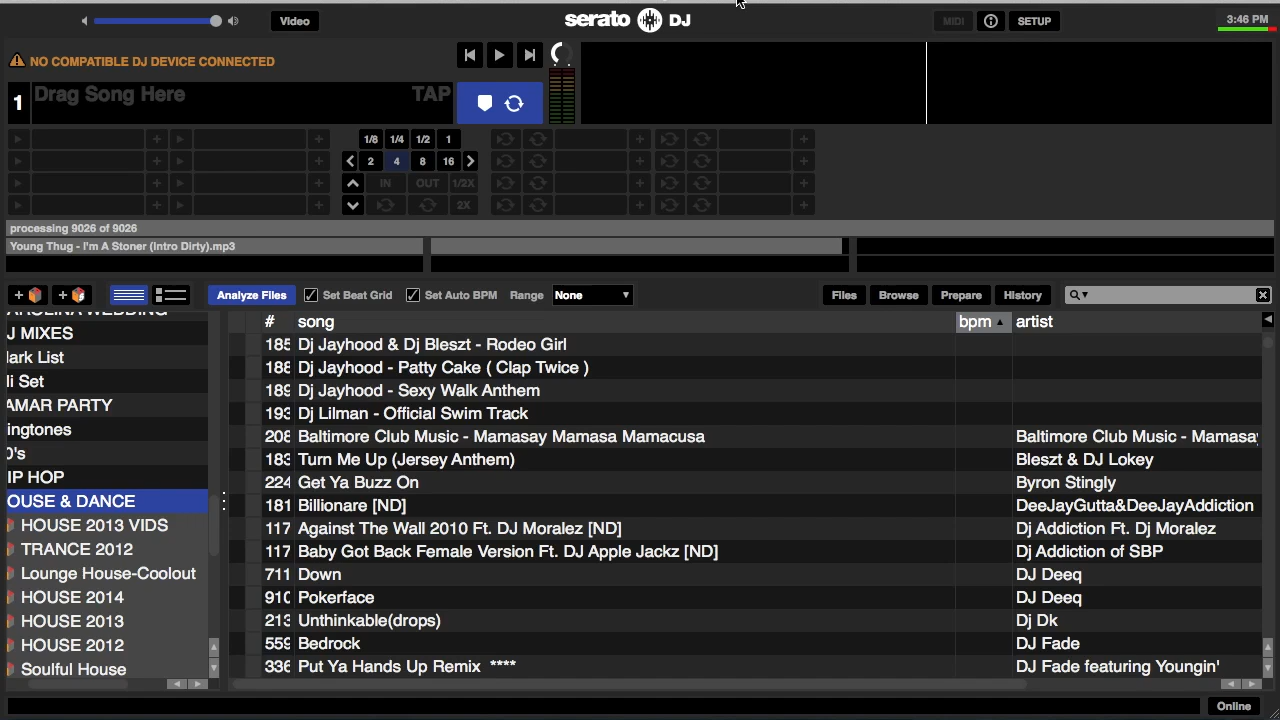 Video
serato DJ
MIDI
SETUP
3:46 PM
NO COMPATIBLE DJ DEVICE CONNECTED
1
Drag Song Here
TAP
1/8 1/4 1/2 1
2 4 8 16
IN OUT 1/2X
2X
processing 9026 of 9026
Young Thug - I'm A Stoner (Intro Dirty).mp3
Analyze Files
Set Beat Grid
Set Auto BPM
Range
None
Files
Browse
Prepare
History
J MIXES
lark List
li Set
AMAR PARTY
ingtones
0's
IP HOP
OUSE & DANCE
HOUSE 2013 VIDS
TRANCE 2012
Lounge House-Coolout
HOUSE 2014
HOUSE 2013
HOUSE 2012
Soulful House
# song bpm artist
185 Dj Jayhood & Dj Bleszt - Rodeo Girl
186 Dj Jayhood - Patty Cake ( Clap Twice )
189 Dj Jayhood - Sexy Walk Anthem
193 Dj Lilman - Official Swim Track
208 Baltimore Club Music - Mamasay Mamasa Mamacusa Baltimore Club Music - Mamasay
183 Turn Me Up (Jersey Anthem) Bleszt & DJ Lokey
224 Get Ya Buzz On Byron Stingly
181 Billionare [ND] DeeJayGutta&DeeJayAddiction
117 Against The Wall 2010 Ft. DJ Moralez [ND] Dj Addiction Ft. Dj Moralez
117 Baby Got Back Female Version Ft. DJ Apple Jackz [ND] Dj Addiction of SBP
711 Down DJ Deeq
910 Pokerface DJ Deeq
213 Unthinkable(drops) Dj Dk
559 Bedrock DJ Fade
336 Put Ya Hands Up Remix **** DJ Fade featuring Youngin'
Online